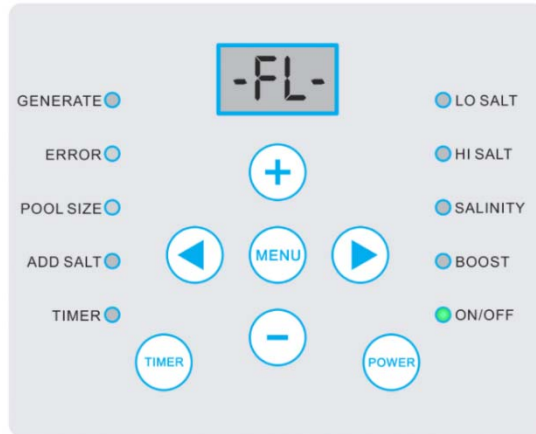 -FL-
GENERATE
LO SALT
ERROR
HI SALT
POOL SIZE
SALINITY
ADD SALT
MENU
BOOST
TIMER
ON/OFF
TIMER
POWER